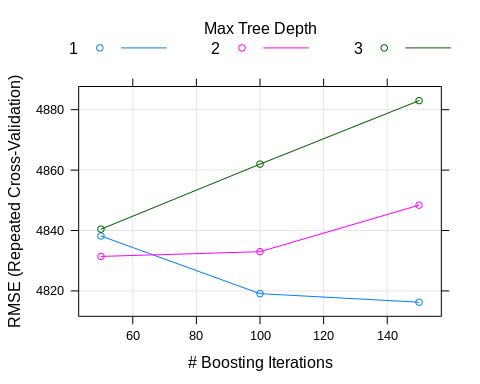 Max Tree Depth
1 2 3
RMSE (Repeated Cross-Validation)
4880
4860
4840
4820
60 80 100 120 140
# Boosting Iterations